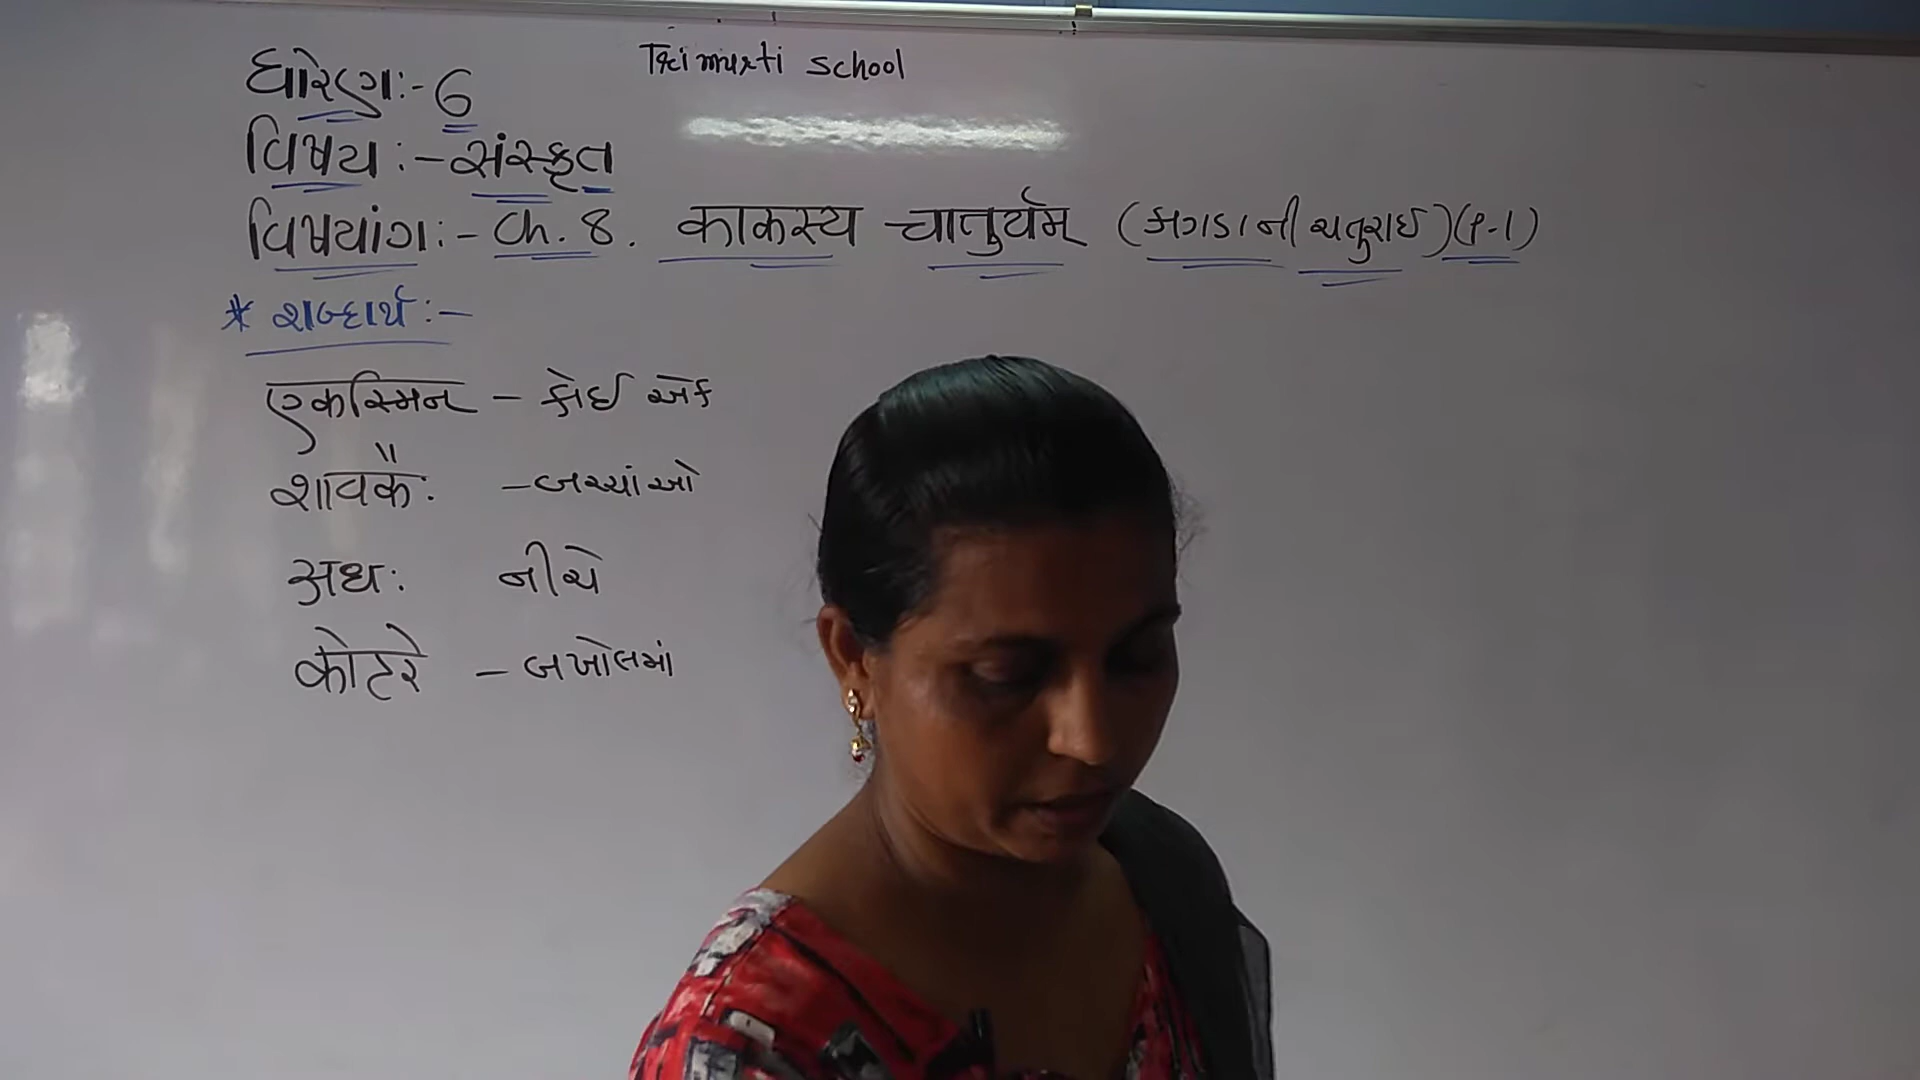 Trimurti school
ધોરણ:- 6
વિષય :- સંસ્કૃત
વિષયાંગ :- Ch. 8. काकस्य चातुर्यम् (કાગડાની ચતુરાઈ) (P-1)
* શબ્દાર્થ :-
एकस्मिन् - કોઈ એક
शावकैः - બચ્ચાંઓ
अधः નીચે
कोटरे - બખોલમાં